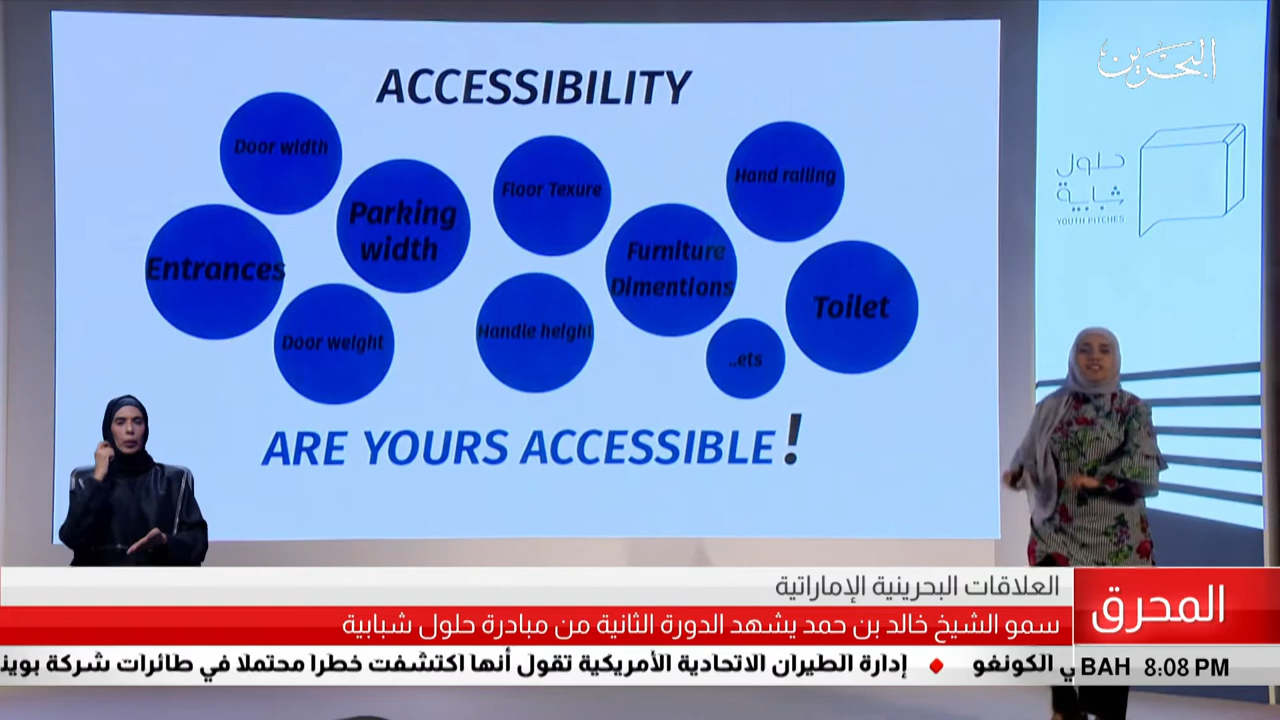 البحرين
ACCESSIBILITY
Door width
Parking
width
Entrances
Door weight
Floor Texure
Handle height
Furniture
Dimentions
Hand railing
Toilet
..ets
ARE YOURS ACCESSIBLE!
حلول
شبابية
YOUTH PITCHES
العلاقات البحرينية الإماراتية
المحرق
سمو الشيخ خالد بن حمد يشهد الدورة الثانية من مبادرة حلول شبابية
ي الكونغو • إدارة الطيران الاتحادية الأمريكية تقول أنها اكتشفت خطرا محتملا في طائرات شركة بوين
BAH 8:08 PM